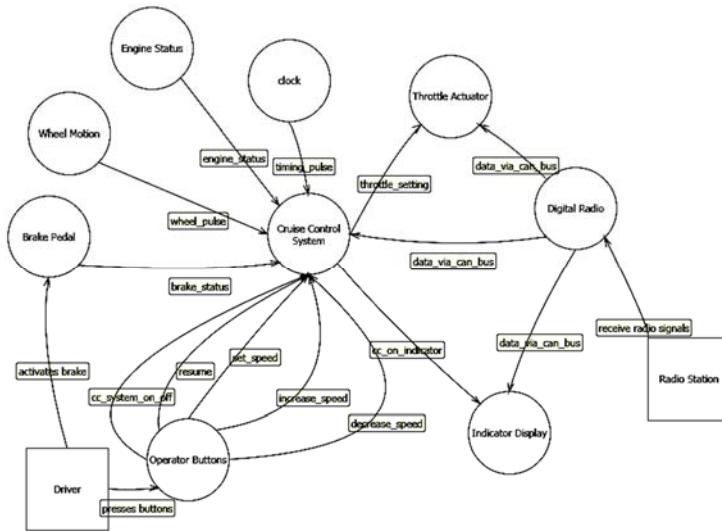 Engine Status
clock
Throttle Actuator
Wheel Motion
engine_status
timing_pulse
data_via_can_bus
throttle_setting
Digital Radio
wheel_pulse
Brake Pedal
Cruise Control
System
data_via_can_bus
brake_status
receive radio signals
data_via_can_bus
cc_on_indicator
set_speed
resume
activates brake
Radio Station
cc_system_on_off
increase_speed
decrease_speed
Indicator Display
Operator Buttons
Driver
presses buttons